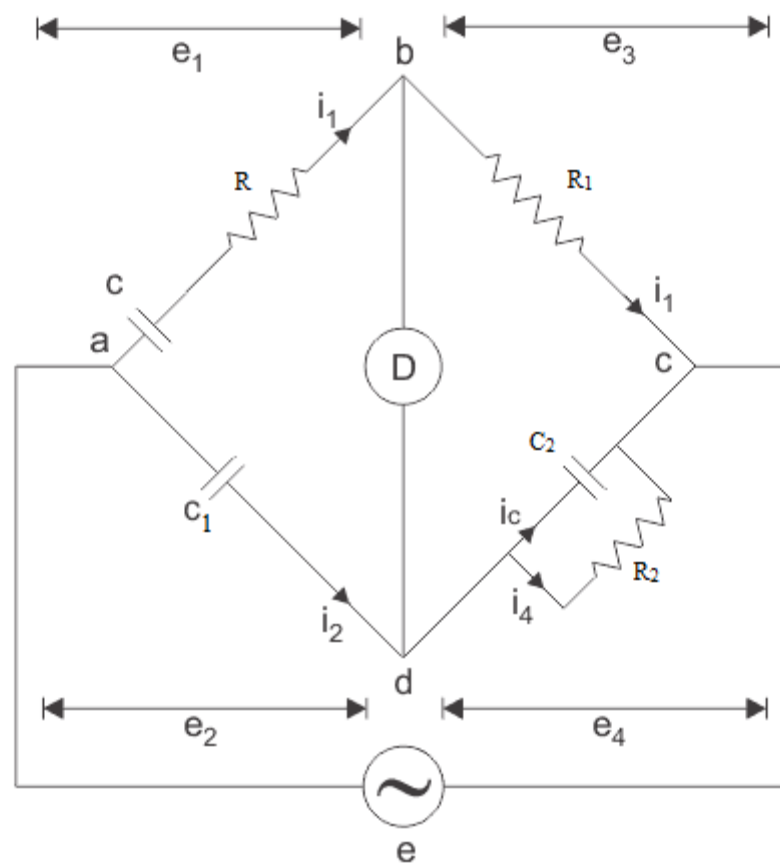 e₁
e₃
b
i₁
R
R₁
c
i₁
a
D
c
C₂
c₁
ic
R₂
i₄
i₂
d
e₂
e₄
e